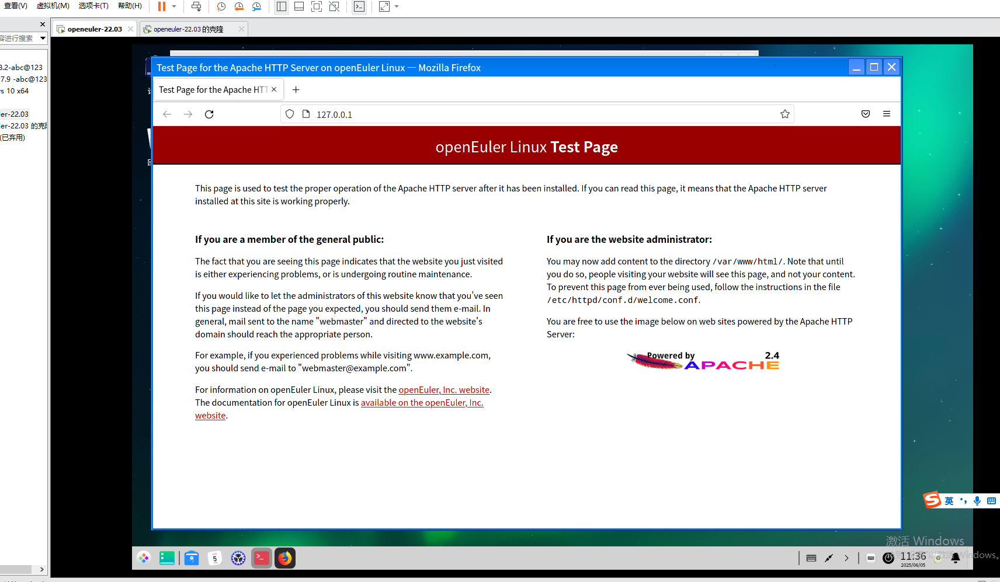 查看(V) 虚拟机(M) 选项卡(T) 帮助(H)
openeuler-22.03
openeuler-22.03 的克隆
容进行搜索
3.2-abc@123
7.9 -abc@123
s 10 x64
er-22.03
er-22.03 的克隆
(已弃用)
Test Page for the Apache HTTP Server on openEuler Linux — Mozilla Firefox
Test Page for the Apache HTT
127.0.0.1
openEuler Linux Test Page
This page is used to test the proper operation of the Apache HTTP server after it has been installed. If you can read this page, it means that the Apache HTTP server
installed at this site is working properly.
If you are a member of the general public:
The fact that you are seeing this page indicates that the website you just visited
is either experiencing problems, or is undergoing routine maintenance.
If you would like to let the administrators of this website know that you've seen
this page instead of the page you expected, you should send them e-mail. In
general, mail sent to the name "webmaster" and directed to the website's
domain should reach the appropriate person.
For example, if you experienced problems while visiting www.example.com,
you should send e-mail to "webmaster@example.com".
For information on openEuler Linux, please visit the openEuler, Inc. website.
The documentation for openEuler Linux is available on the openEuler, Inc.
website.
If you are the website administrator:
You may now add content to the directory /var/www/html/. Note that until
you do so, people visiting your website will see this page, and not your content.
To prevent this page from ever being used, follow the instructions in the file
/etc/httpd/conf.d/welcome.conf.
You are free to use the image below on web sites powered by the Apache HTTP
Server:
Powered by 2.4
APACHE
英
激活 Windows
转到"设置"以激活 Windows。
5
11:36
2025/06/05